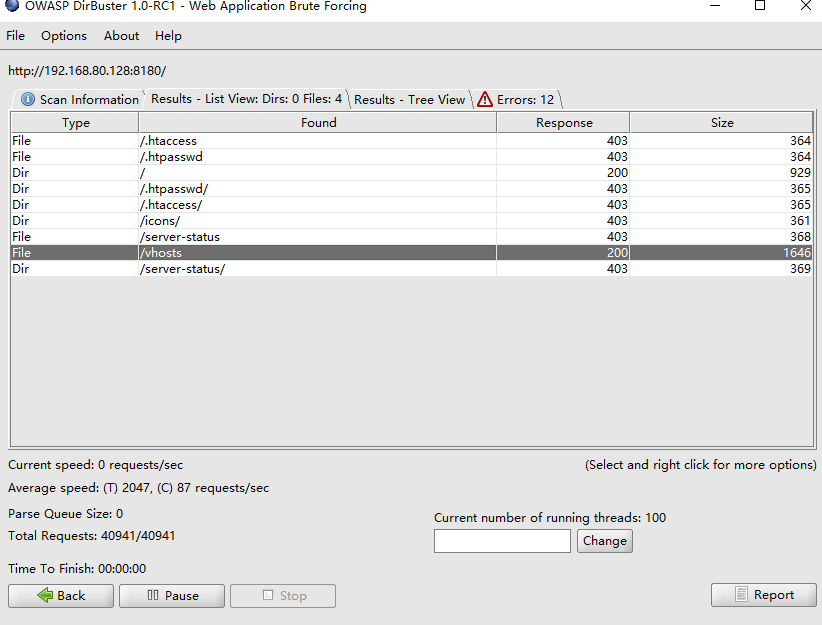 OWASP DirBuster 1.0-RC1 - Web Application Brute Forcing
File Options About Help
http://192.168.80.128:8180/
Scan Information Results - List View: Dirs: 0 Files: 4 Results - Tree View Errors: 12
Type Found Response Size
File /.htaccess 403 364
File /.htpasswd 403 364
Dir / 200 929
Dir /.htpasswd/ 403 365
Dir /.htaccess/ 403 365
Dir /icons/ 403 361
File /server-status 403 368
File /vhosts 200 1646
Dir /server-status/ 403 369
Current speed: 0 requests/sec (Select and right click for more options)
Average speed: (T) 2047, (C) 87 requests/sec
Parse Queue Size: 0
Current number of running threads: 100
Total Requests: 40941/40941
Change
Time To Finish: 00:00:00
Back Pause Stop Report